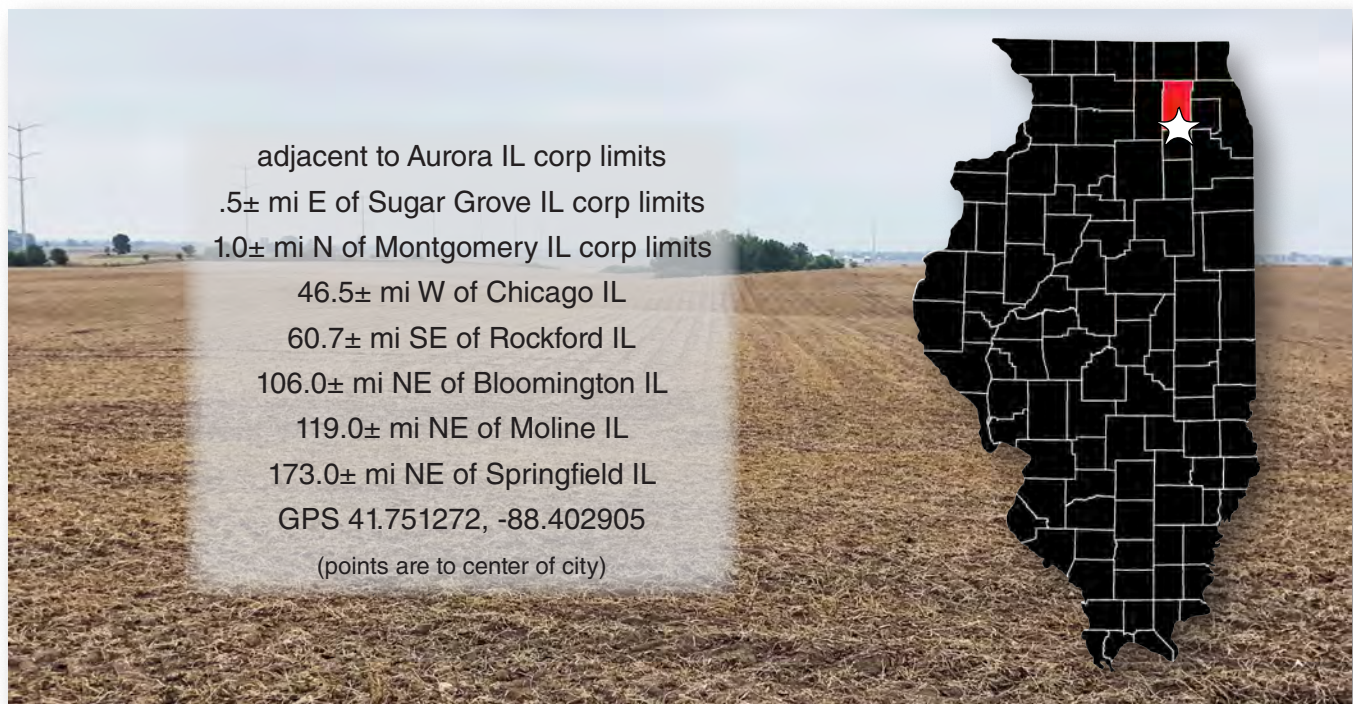 adjacent to Aurora IL corp limits
.5± mi E of Sugar Grove IL corp limits
1.0± mi N of Montgomery IL corp limits
46.5± mi W of Chicago IL
60.7± mi SE of Rockford IL
106.0± mi NE of Bloomington IL
119.0± mi NE of Moline IL
173.0± mi NE of Springfield IL
GPS 41.751272, -88.402905
(points are to center of city)